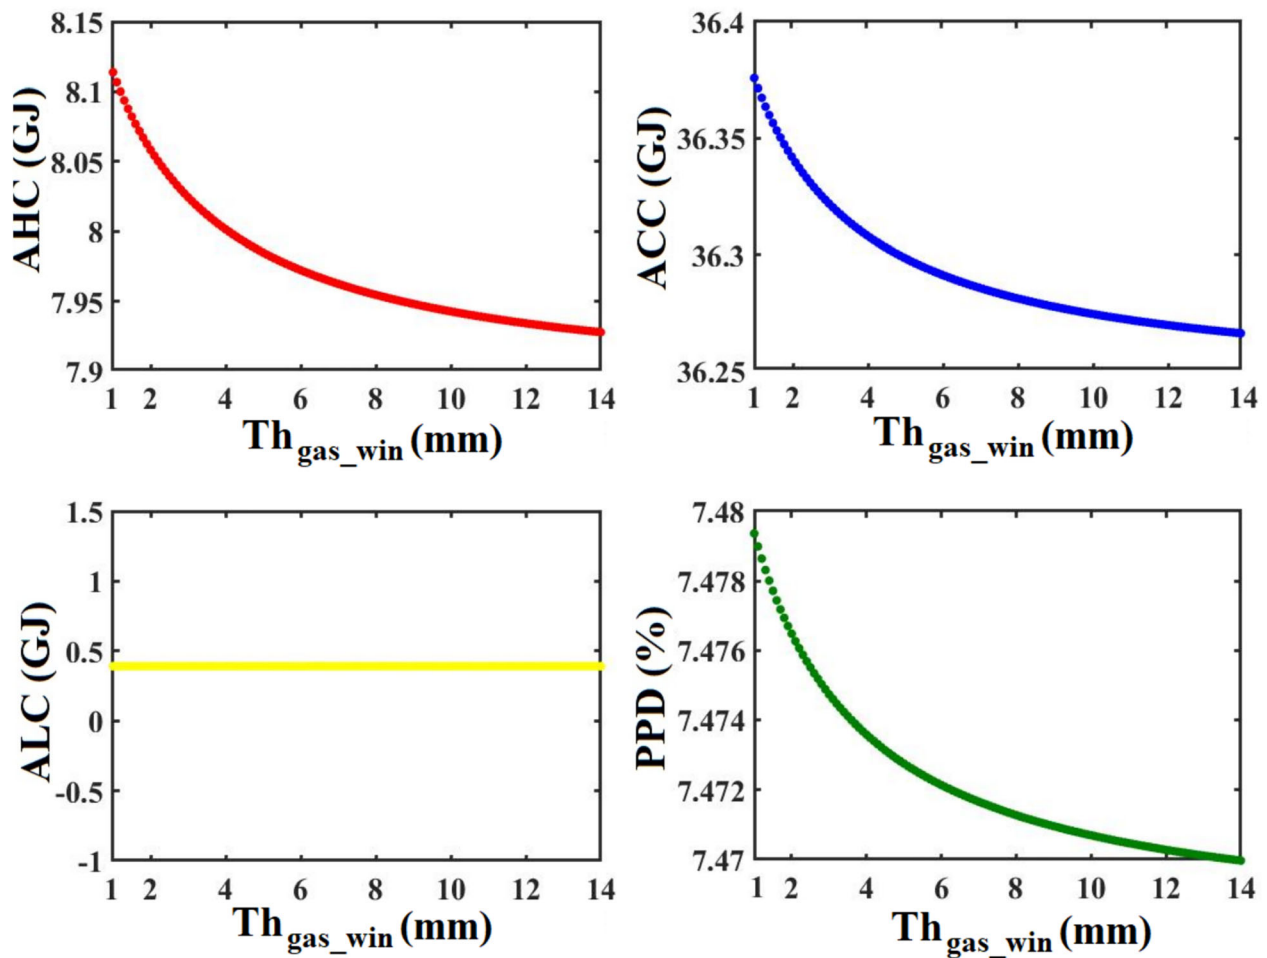 8.15
8.1
8.05
8
7.95
7.9
AHC (GJ)
1 2 4 6 8 10 12 14
Thgas_win (mm)
36.4
36.35
36.3
36.25
ACC (GJ)
1 2 4 6 8 10 12 14
Thgas_win (mm)
1.5
1
0.5
0
-0.5
-1
ALC (GJ)
1 2 4 6 8 10 12 14
Thgas_win (mm)
7.48
7.478
7.476
7.474
7.472
7.47
PPD (%)
1 2 4 6 8 10 12 14
Thgas_win (mm)